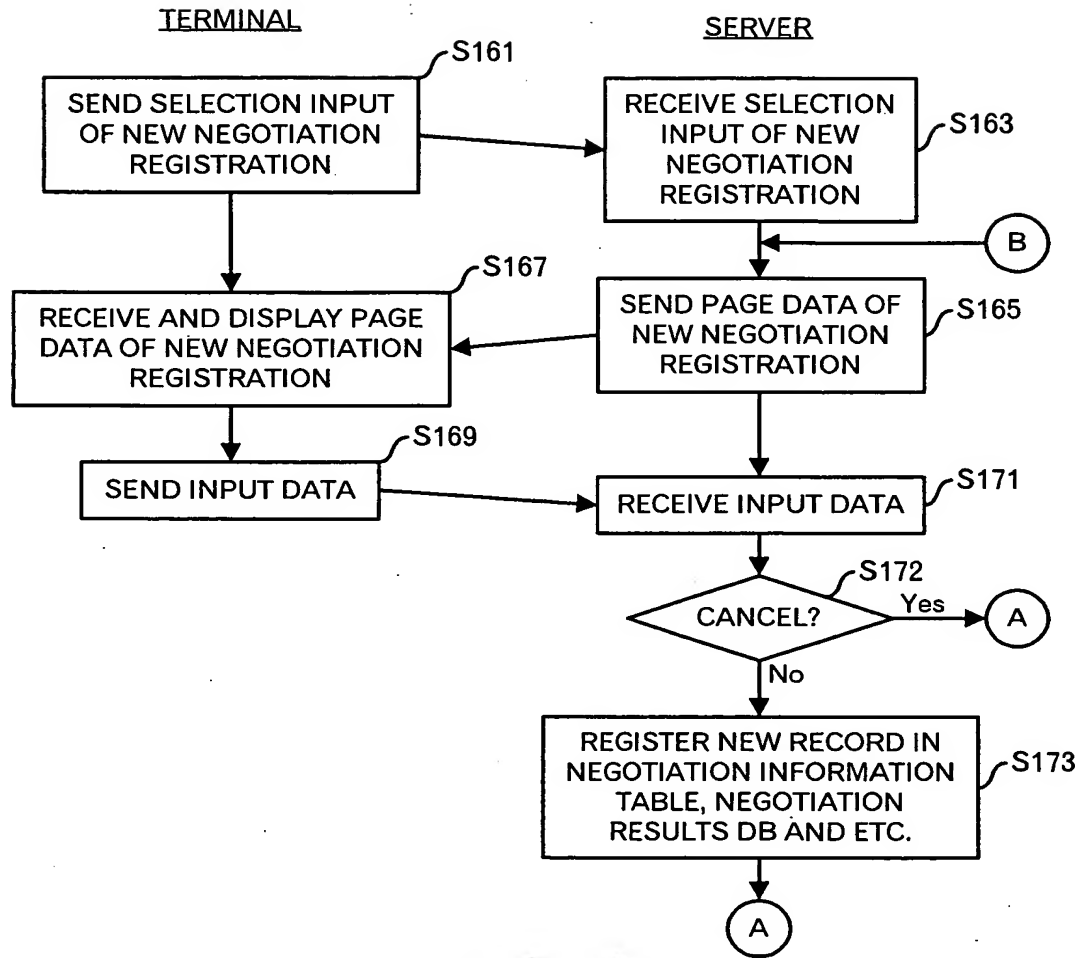 TERMINAL
SERVER
S161
SEND SELECTION INPUT
OF NEW NEGOTIATION
REGISTRATION
RECEIVE SELECTION
INPUT OF NEW
NEGOTIATION
REGISTRATION
S163
B
S167
RECEIVE AND DISPLAY PAGE
DATA OF NEW NEGOTIATION
REGISTRATION
SEND PAGE DATA OF
NEW NEGOTIATION
REGISTRATION
S165
S169
SEND INPUT DATA
RECEIVE INPUT DATA
S171
S172
CANCEL?
Yes
A
No
REGISTER NEW RECORD IN
NEGOTIATION INFORMATION
TABLE, NEGOTIATION
RESULTS DB AND ETC.
S173
A